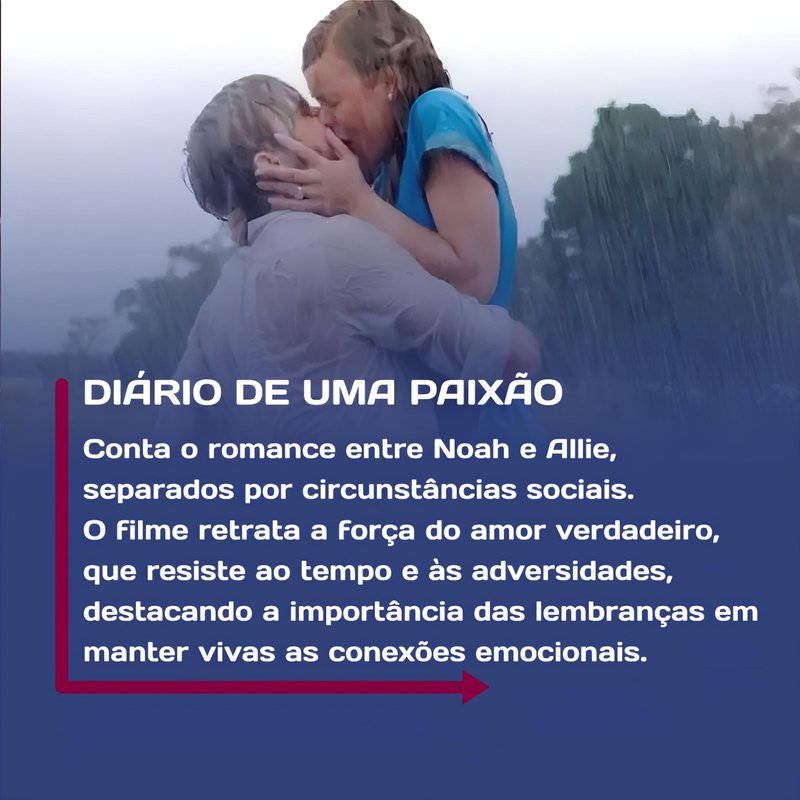 DIÁRIO DE UMA PAIXÃO
Conta o romance entre Noah e Allie,
separados por circunstâncias sociais.
O filme retrata a força do amor verdadeiro,
que resiste ao tempo e às adversidades,
destacando a importância das lembranças em
manter vivas as conexões emocionais.